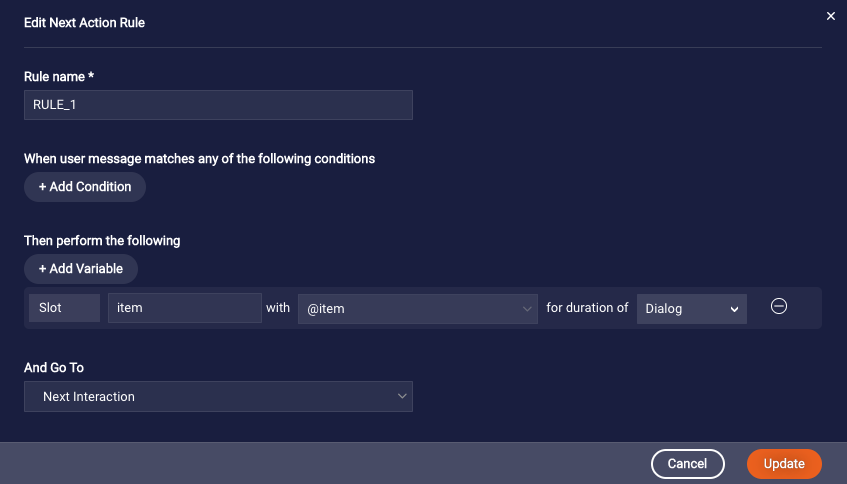 Edit Next Action Rule
×
Rule name *
RULE_1
When user message matches any of the following conditions
+ Add Condition
Then perform the following
+ Add Variable
Slot item with @item for duration of Dialog
And Go To
Next Interaction
Cancel Update